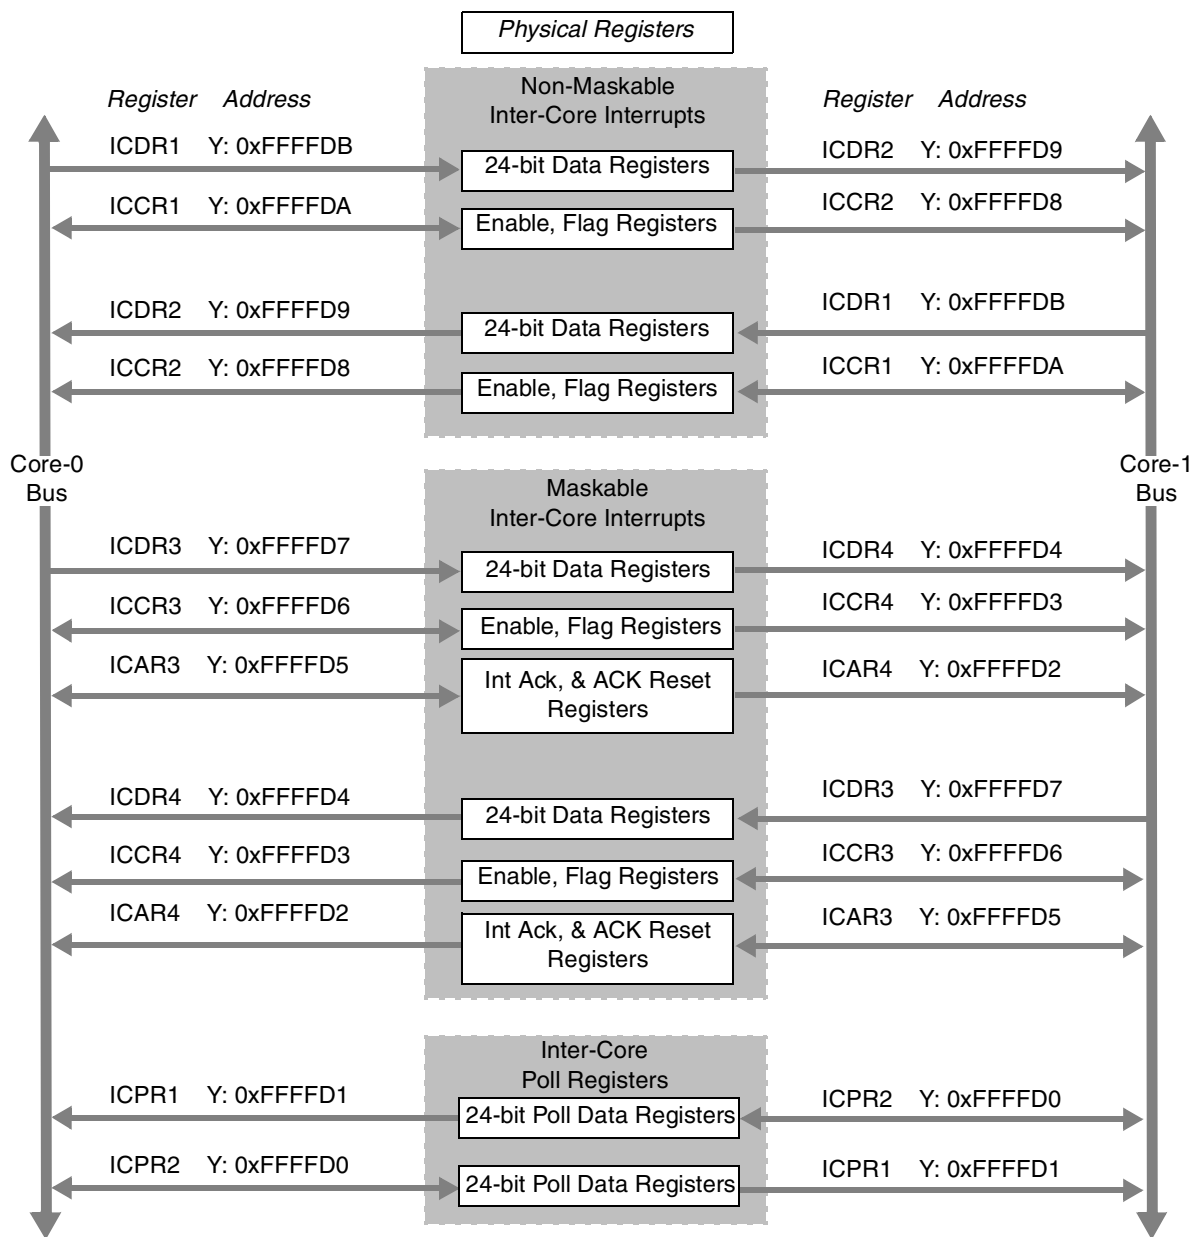 Physical Registers
Non-Maskable
Inter-Core Interrupts
Register Address
Register Address
ICDR1 Y: 0xFFFFDB
24-bit Data Registers
ICDR2 Y: 0xFFFFD9
ICCR1 Y: 0xFFFFDA
Enable, Flag Registers
ICCR2 Y: 0xFFFFD8
ICDR2 Y: 0xFFFFD9
24-bit Data Registers
ICDR1 Y: 0xFFFFDB
ICCR2 Y: 0xFFFFD8
Enable, Flag Registers
ICCR1 Y: 0xFFFFDA
Core-0
Bus
Core-1
Bus
Maskable
Inter-Core Interrupts
ICDR3 Y: 0xFFFFD7
24-bit Data Registers
ICDR4 Y: 0xFFFFD4
ICCR3 Y: 0xFFFFD6
Enable, Flag Registers
ICCR4 Y: 0xFFFFD3
ICAR3 Y: 0xFFFFD5
Int Ack, & ACK Reset
Registers
ICAR4 Y: 0xFFFFD2
ICDR4 Y: 0xFFFFD4
24-bit Data Registers
ICDR3 Y: 0xFFFFD7
ICCR4 Y: 0xFFFFD3
Enable, Flag Registers
ICCR3 Y: 0xFFFFD6
ICAR4 Y: 0xFFFFD2
Int Ack, & ACK Reset
Registers
ICAR3 Y: 0xFFFFD5
Inter-Core
Poll Registers
ICPR1 Y: 0xFFFFD1
24-bit Poll Data Registers
ICPR2 Y: 0xFFFFD0
ICPR2 Y: 0xFFFFD0
24-bit Poll Data Registers
ICPR1 Y: 0xFFFFD1